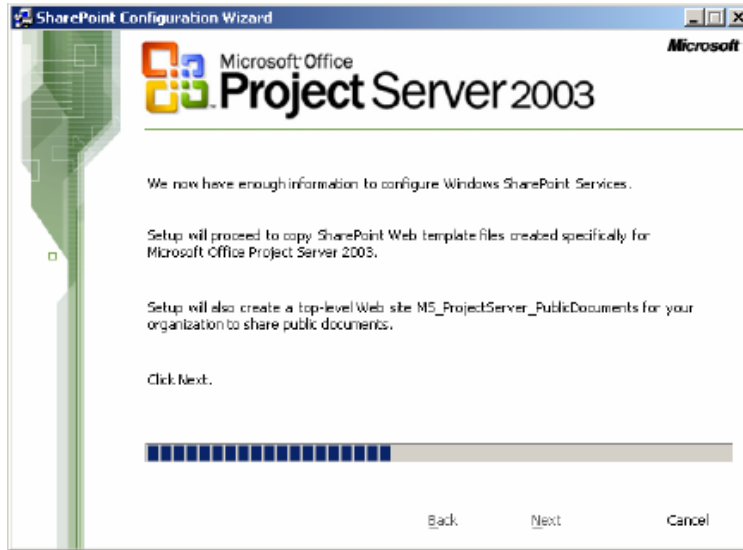 SharePoint Configuration Wizard
Microsoft
Microsoft Office
Project Server 2003
We now have enough information to configure Windows SharePoint Services.
Setup will proceed to copy SharePoint Web template files created specifically for
Microsoft Office Project Server 2003.
Setup will also create a top-level Web site MS_ProjectServer_PublicDocuments for your
organization to share public documents.
Click Next.
Back Next Cancel